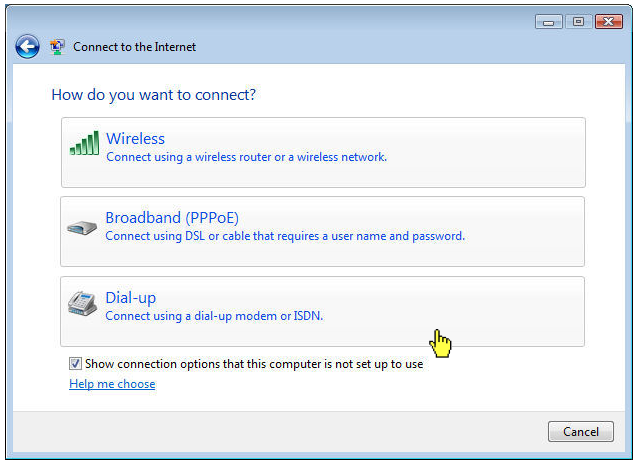 Connect to the Internet
How do you want to connect?
Wireless
Connect using a wireless router or a wireless network.
Broadband (PPPoE)
Connect using DSL or cable that requires a user name and password.
Dial-up
Connect using a dial-up modem or ISDN.
Show connection options that this computer is not set up to use
Help me choose
Cancel